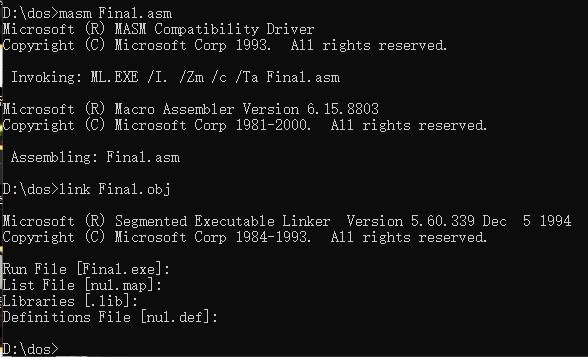 D:\dos>masm Final.asm
Microsoft (R) MASM Compatibility Driver
Copyright (C) Microsoft Corp 1993.  All rights reserved.
Invoking: ML.EXE /I. /Zm /c /Ta Final.asm
Microsoft (R) Macro Assembler Version 6.15.8803
Copyright (C) Microsoft Corp 1981-2000.  All rights reserved.
Assembling: Final.asm
D:\dos>link Final.obj
Microsoft (R) Segmented Executable Linker  Version 5.60.339 Dec  5 1994
Copyright (C) Microsoft Corp 1984-1993.  All rights reserved.
Run File [Final.exe]:
List File [nul.map]:
Libraries [.lib]:
Definitions File [nul.def]:
D:\dos>